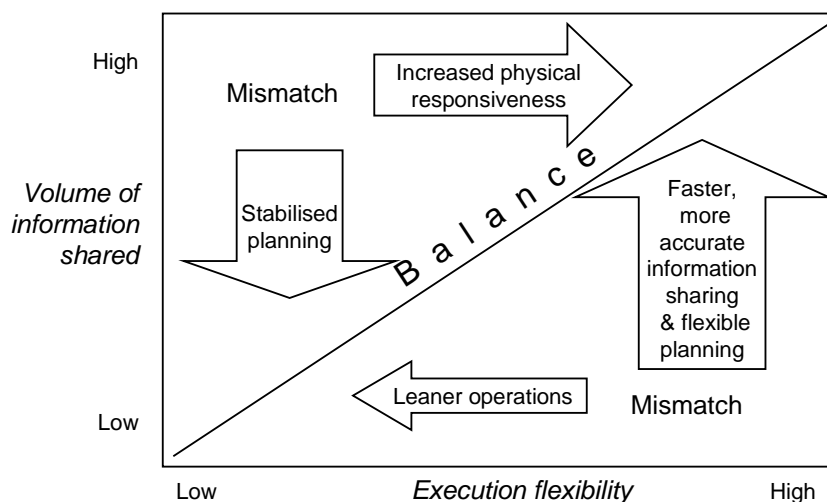 High
Mismatch
Increased physical
responsiveness
Volume of
information
shared
Stabilised
planning
Balance
Faster,
more
accurate
information
sharing
& flexible
planning
Leaner operations
Mismatch
Low
Low
Execution flexibility
High